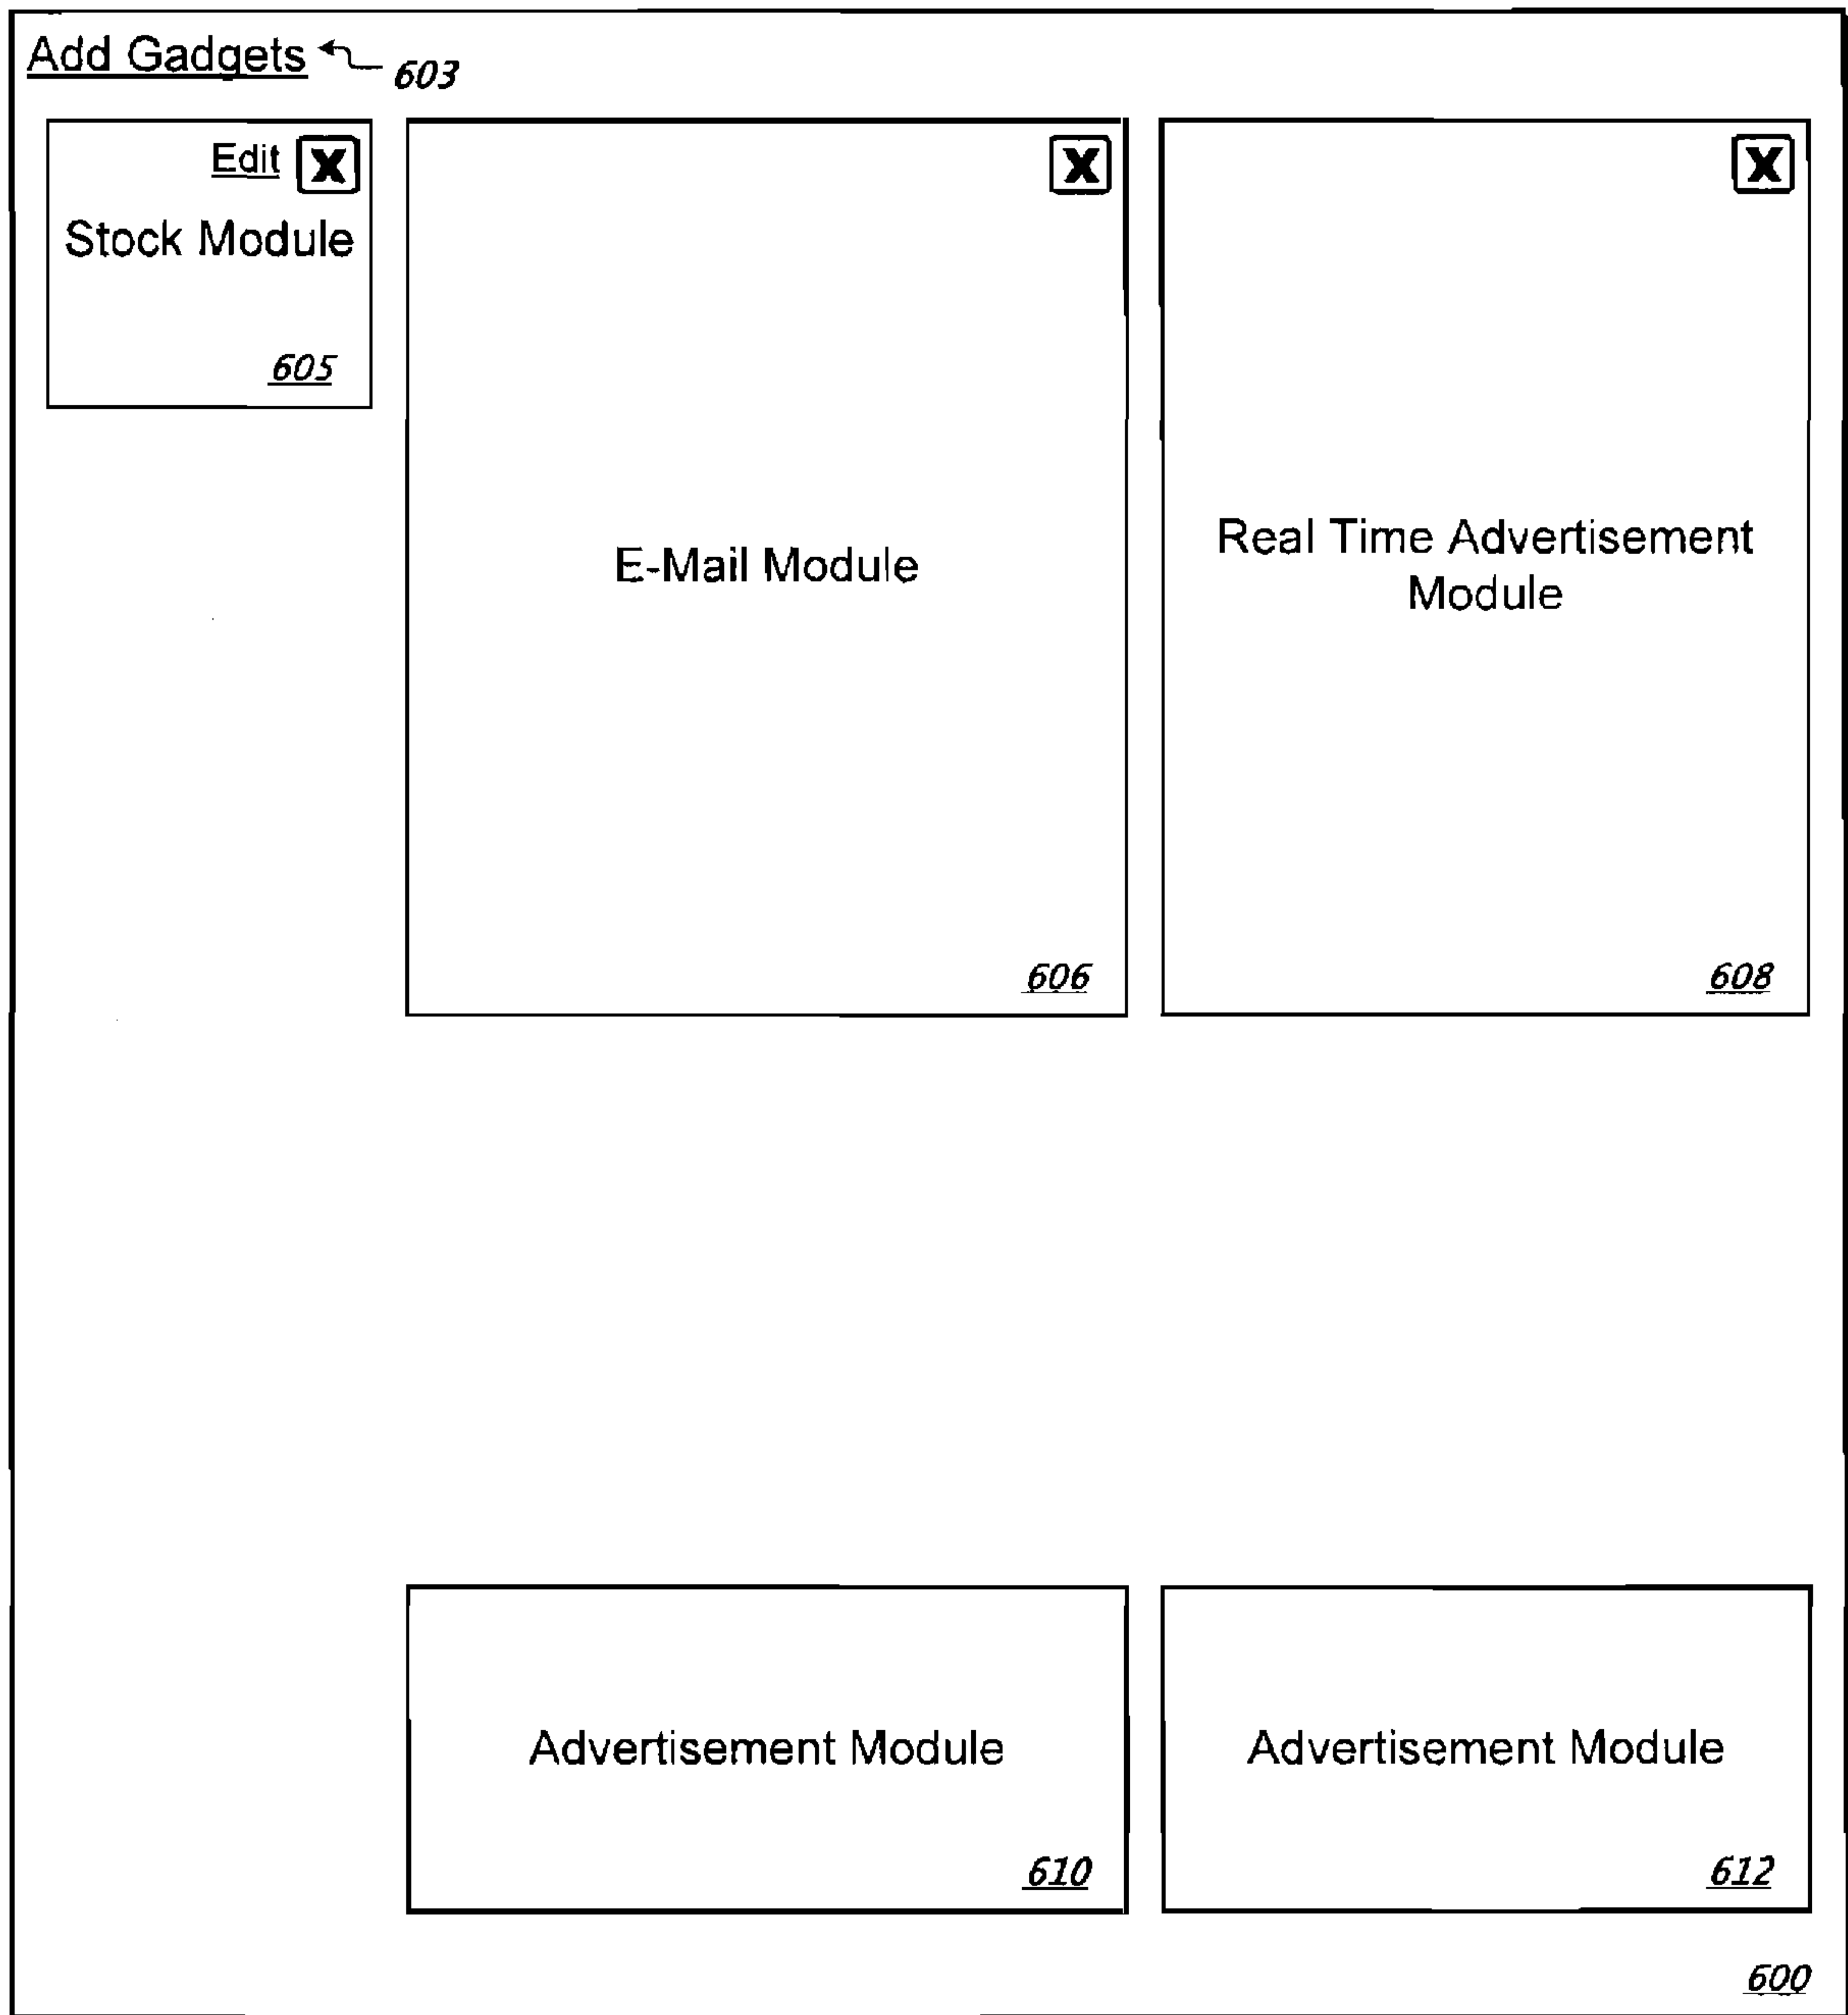 Add Gadgets 603
Edit X
Stock Module
605
X
E-Mail Module
606
X
Real Time Advertisement
Module
608
Advertisement Module
610
Advertisement Module
612
600